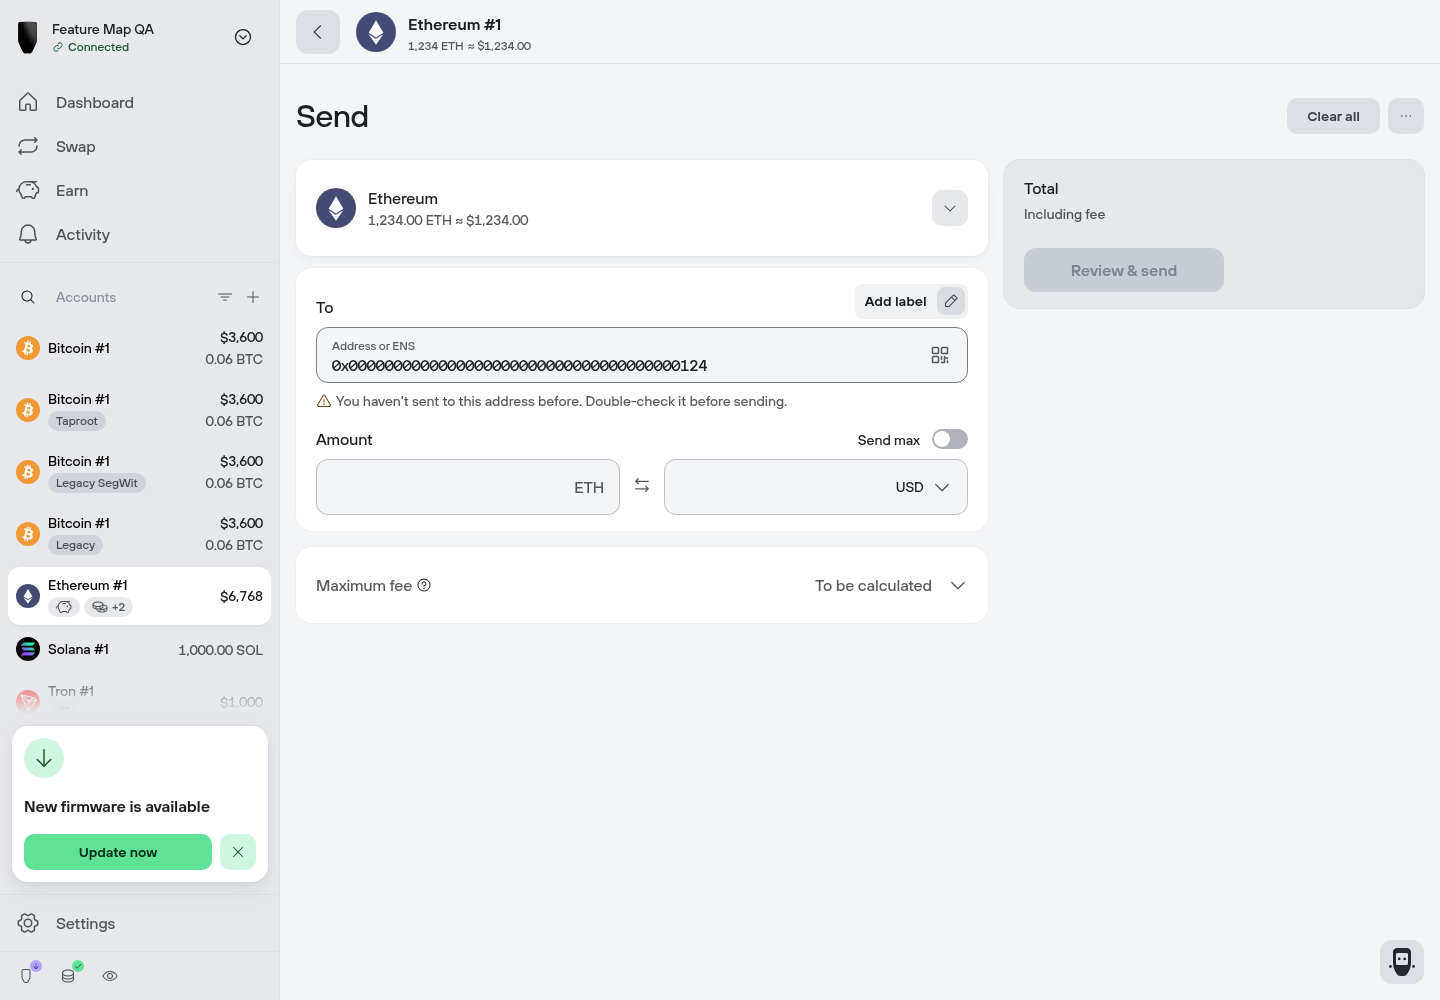 Feature Map QA
Connected
Dashboard
Swap
Earn
Activity
Accounts
Bitcoin #1
$3,600
0.06 BTC
Bitcoin #1
Taproot
$3,600
0.06 BTC
Bitcoin #1
Legacy SegWit
$3,600
0.06 BTC
Bitcoin #1
Legacy
$3,600
0.06 BTC
Ethereum #1
+2
$6,768
Solana #1
1,000.00 SOL
Tron #1
$1,000
New firmware is available
Update now
Settings
Ethereum #1
1,234 ETH ≈ $1,234.00
Send
Clear all
Ethereum
1,234.00 ETH ≈ $1,234.00
To
Add label
Address or ENS
0x0000000000000000000000000000000000000124
You haven't sent to this address before. Double-check it before sending.
Amount
Send max
ETH
USD
Maximum fee
To be calculated
Total
Including fee
Review & send